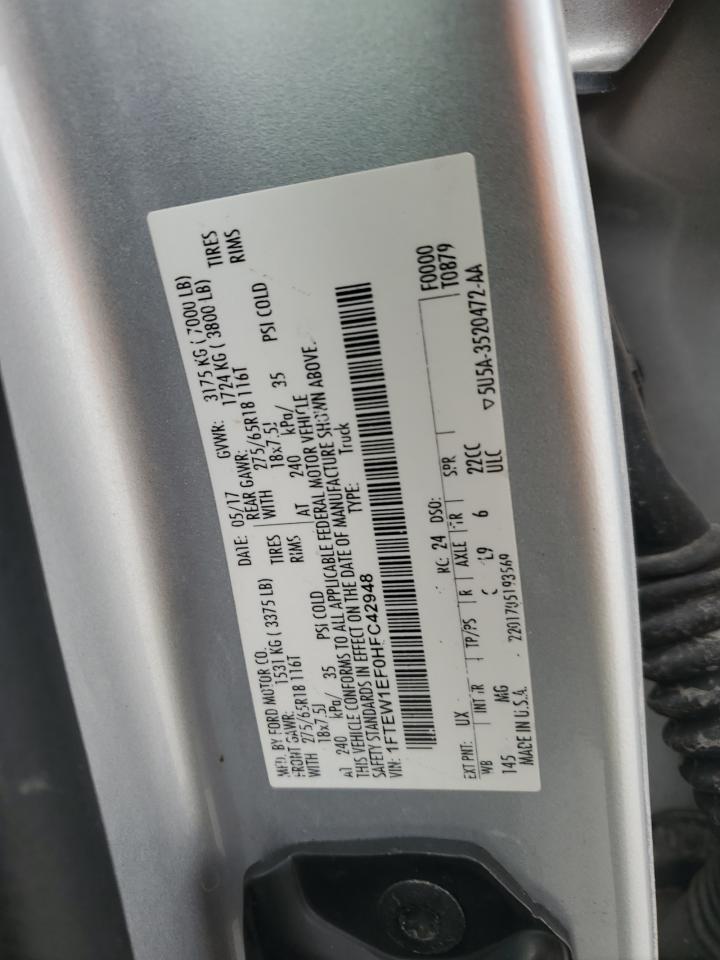 MFD. BY FORD MOTOR CO.
DATE: 05/17 GVWR: 3175 KG ( 7000 LB)
FRONT GAWR: 1531 KG ( 3375 LB) REAR GAWR: 1724 KG ( 3800 LB)
WITH 275/65R18 116T TIRES WITH 275/65R18 116T TIRES
18x7.5J RIMS 18x7.5J RIMS
AT 240 kPa/ 35 PSI COLD AT 240 kPa/ 35 PSI COLD
THIS VEHICLE CONFORMS TO ALL APPLICABLE FEDERAL MOTOR VEHICLE
SAFETY STANDARDS IN EFFECT ON THE DATE OF MANUFACTURE SHOWN ABOVE.
VIN: 1FTEW1EF0HFC42948 TYPE: Truck
F0000
T0879
EXT PNT: UX RC: 24 DSO:
WB INT TR TP/PS R AXLE TR SPR
145 MG C L9 6 22CC
MADE IN U.S.A. 2201705193569 ULC
▽5U5A-3520472-AA